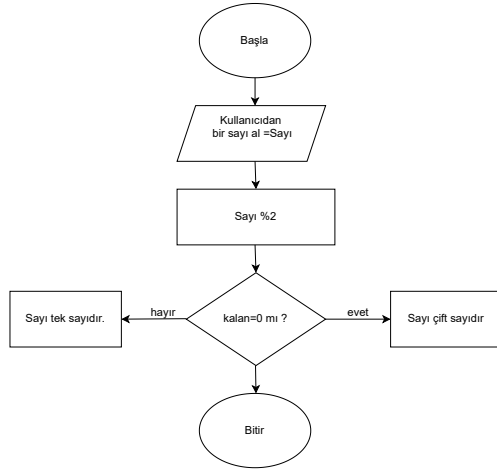 Başla
Kullanıcıdan
bir sayı al =Sayı
Sayı %2
kalan=0 mı ?
hayır
evet
Sayı tek sayıdır.
Sayı çift sayıdır
Bitir